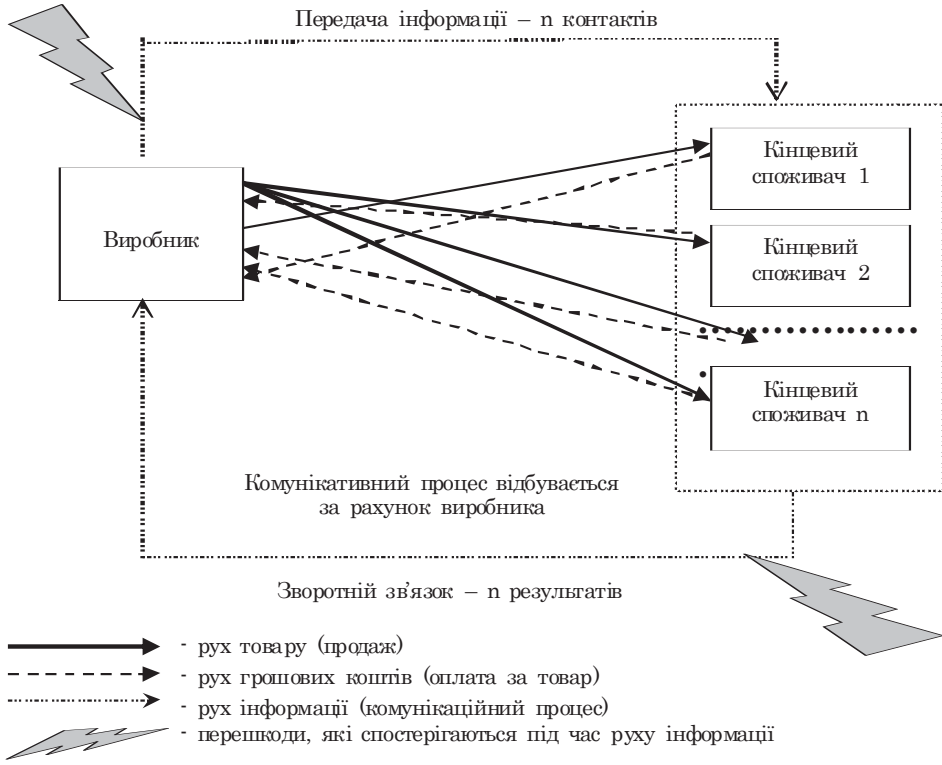 Передача інформації – n контактів
Кінцевий
споживач 1
Виробник
Кінцевий
споживач 2
Кінцевий
споживач n
Комунікативний процес відбувається
за рахунок виробника
Зворотній зв'язок – n результатів
- рух товару (продаж)
- рух грошових коштів (оплата за товар)
- рух інформації (комунікаційний процес)
- перешкоди, які спостерігаються під час руху інформації